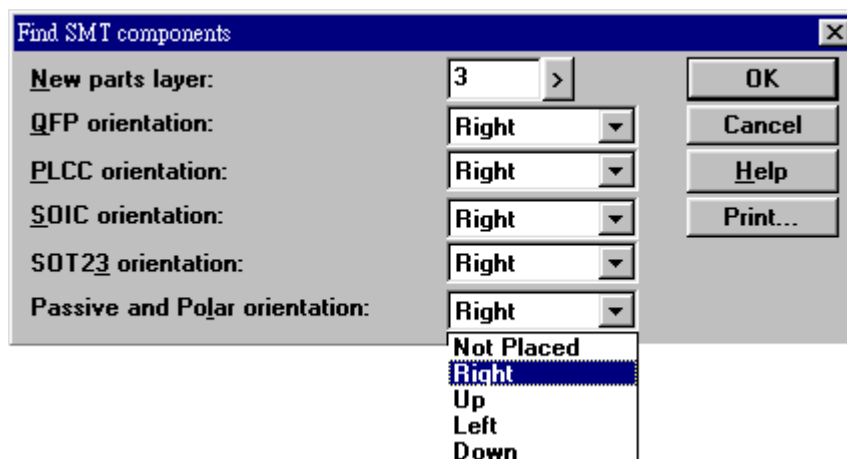 Find SMT components
New parts layer: 3 > OK
QFP orientation: Right Cancel
PLCC orientation: Right Help
SOIC orientation: Right Print...
SOT23 orientation: Right
Passive and Polar orientation: Right
Not Placed
Right
Up
Left
Down